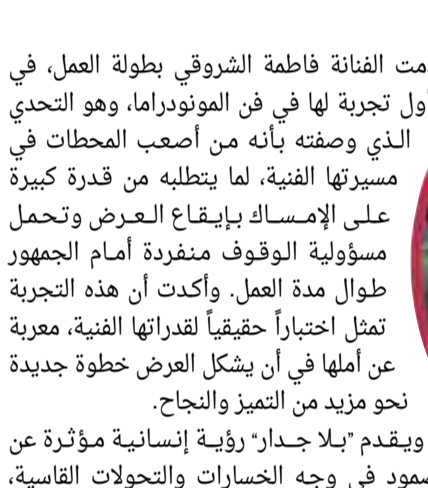 الفنانة فاطمة الشروقي بطولة العمل، في
تجربة لها في فن المونودراما، وهو التحدي
الذي وصفته بأنه من أصعب المحطات في
مسيرتها الفنية، لما يتطلبه من قدرة كبيرة
على الإمساك بإيقاع العرض وتحمل
مسؤولية الوقوف منفردة أمام الجمهور
طوال مدة العمل. وأكدت أن هذه التجربة
تمثل اختباراً حقيقياً لقدراتها الفنية، معربة
عن أملها في أن يشكل العرض خطوة جديدة
نحو مزيد من التميز والنجاح.
ويقدم "بلا جدار" رؤية إنسانية مؤثرة عن
في وجه الخسارات والتحولات القاسية،